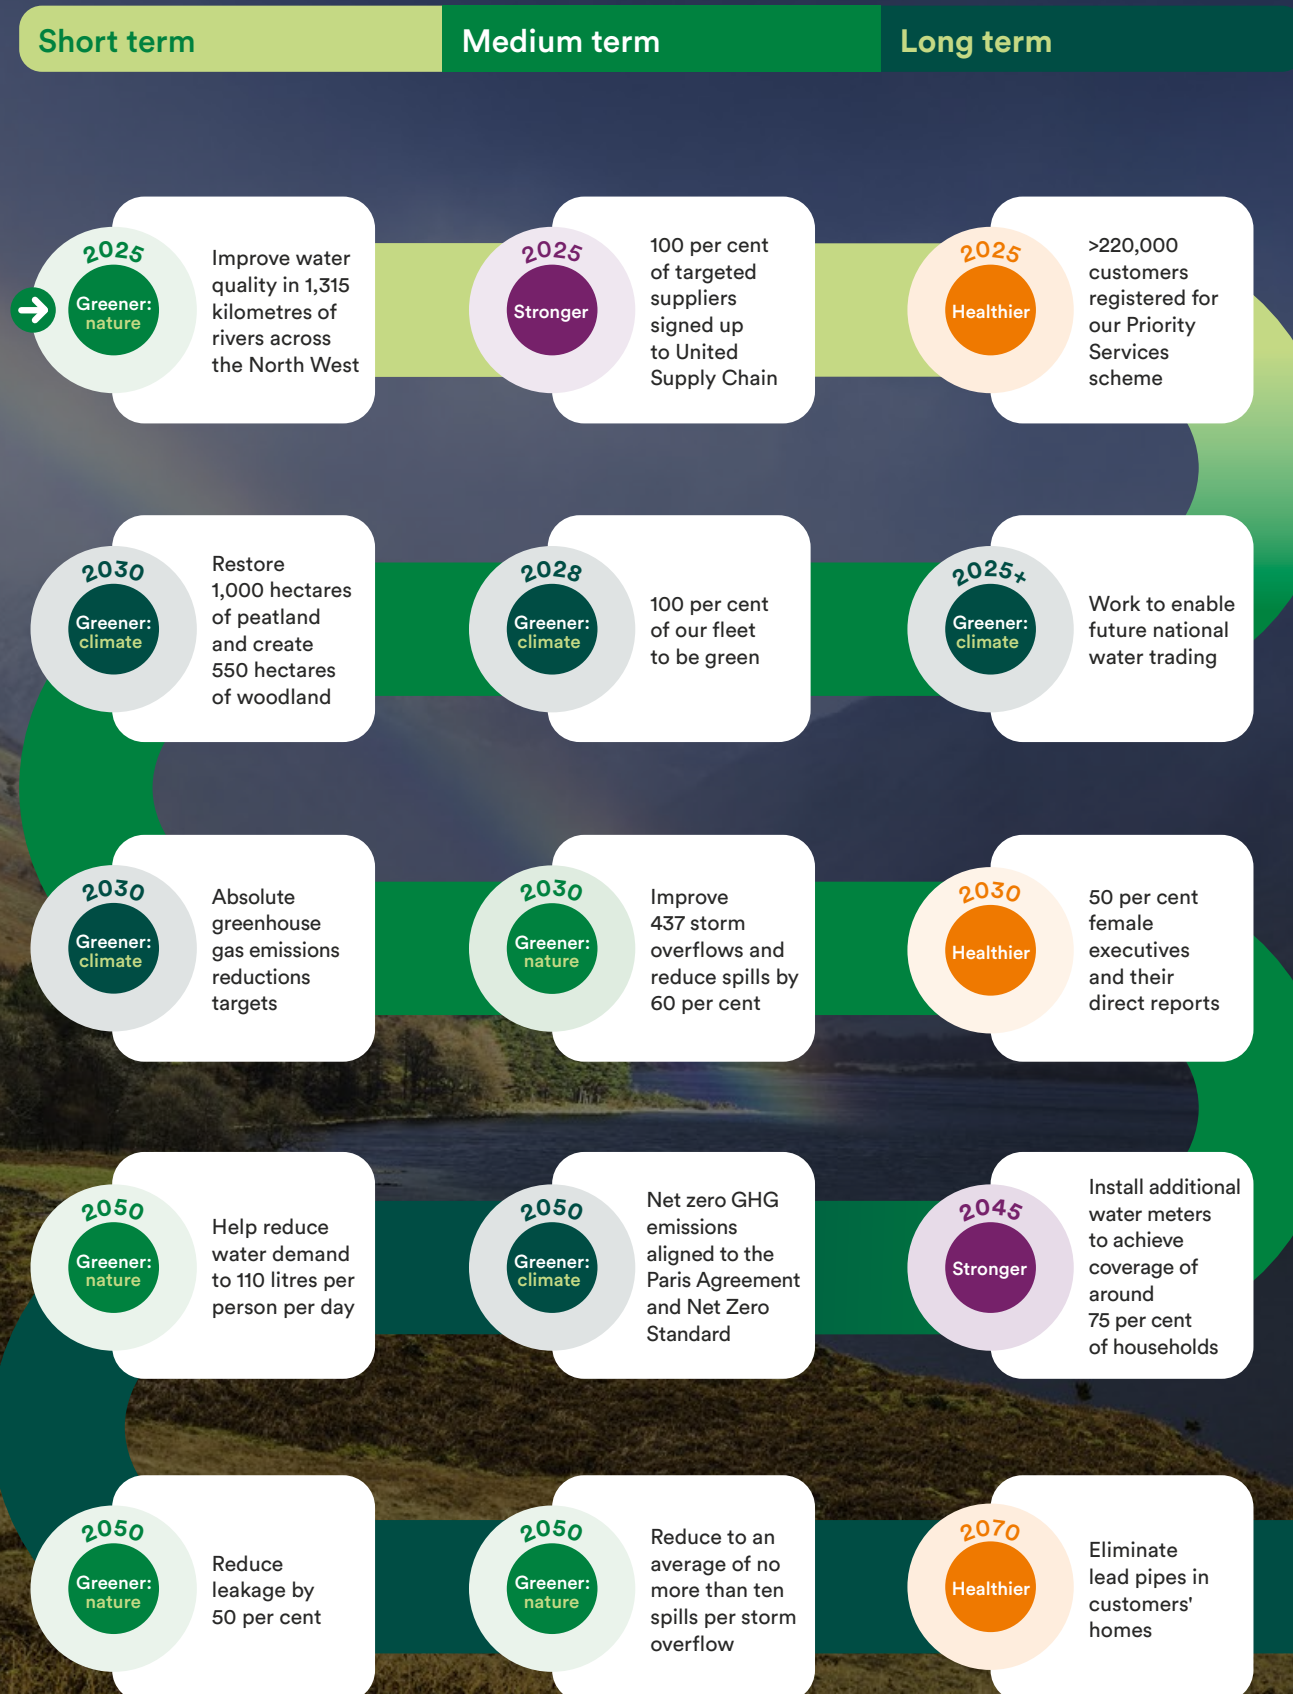 Short term
Medium term
Long term
2025
Greener:
nature
Improve water
quality in 1,315
kilometres of
rivers across
the North West
2025
Stronger
100 per cent
of targeted
suppliers
signed up
to United
Supply Chain
2025
Healthier
>220,000
customers
registered for
our Priority
Services
scheme
2030
Greener:
climate
Restore
1,000 hectares
of peatland
and create
550 hectares
of woodland
2028
Greener:
climate
100 per cent
of our fleet
to be green
2025+
Greener:
climate
Work to enable
future national
water trading
2030
Greener:
climate
Absolute
greenhouse
gas emissions
reductions
targets
2030
Greener:
nature
Improve
437 storm
overflows and
reduce spills by
60 per cent
2030
Healthier
50 per cent
female
executives
and their
direct reports
2050
Greener:
nature
Help reduce
water demand
to 110 litres per
person per day
2050
Greener:
climate
Net zero GHG
emissions
aligned to the
Paris Agreement
and Net Zero
Standard
2045
Stronger
Install additional
water meters
to achieve
coverage of
around
75 per cent
of households
2050
Greener:
nature
Reduce
leakage by
50 per cent
2050
Greener:
nature
Reduce to an
average of no
more than ten
spills per storm
overflow
2070
Healthier
Eliminate
lead pipes in
customers'
homes